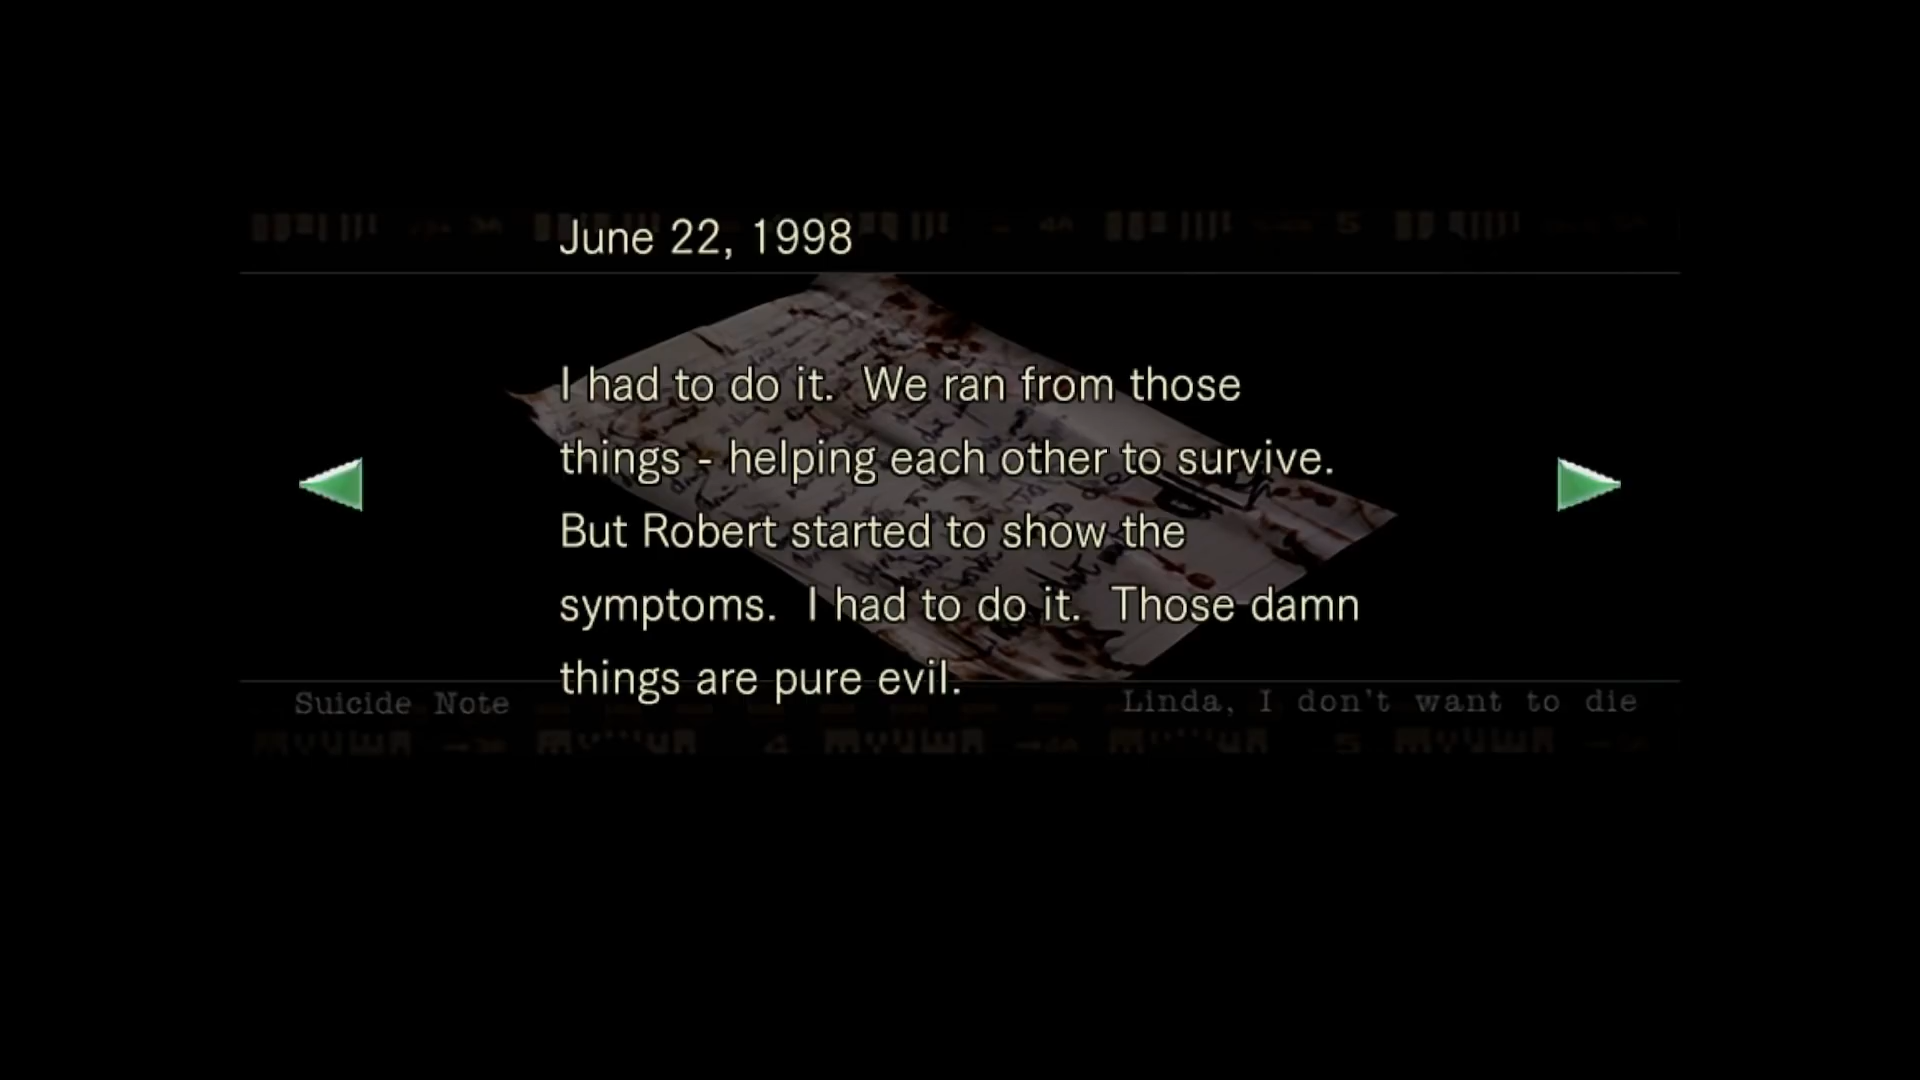 June 22, 1998
I had to do it.  We ran from those
things - helping each other to survive.
But Robert started to show the
symptoms.  I had to do it.  Those damn
things are pure evil.
Suicide Note
Linda, I don't want to die